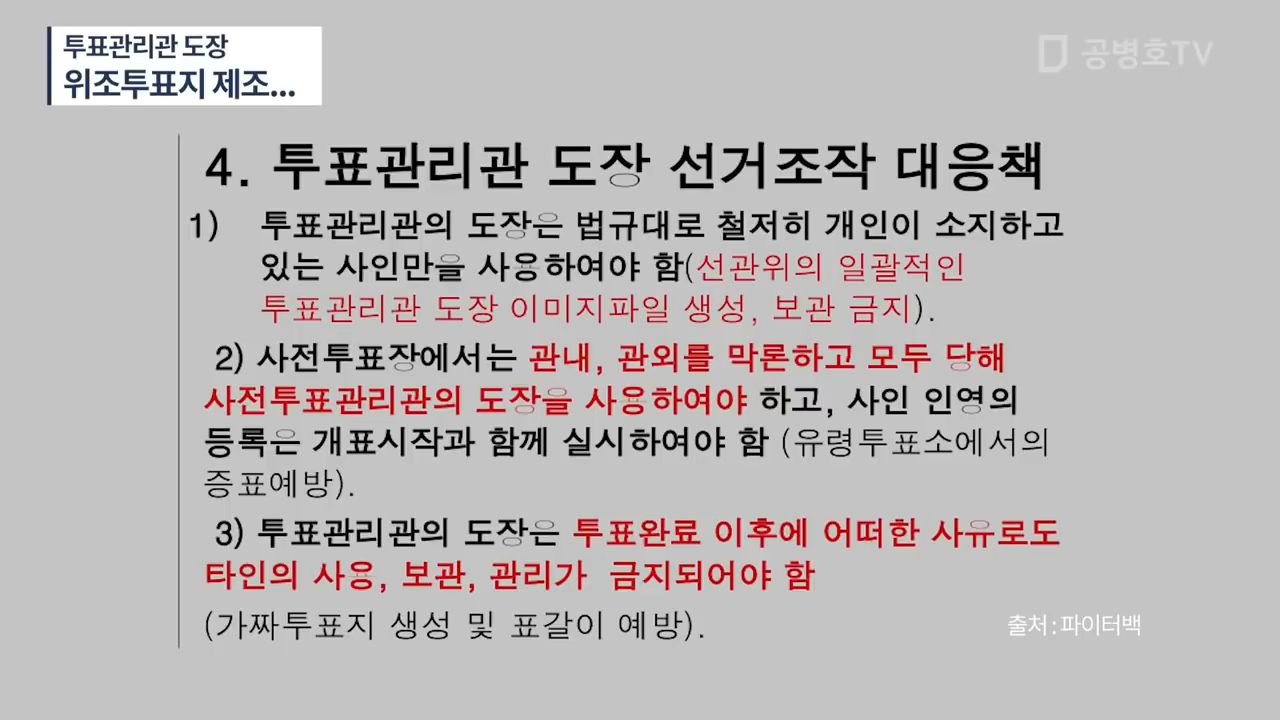 투표관리관 도장
위조투표지 제조...
공병호TV
4. 투표관리관 도장 선거조작 대응책
1) 투표관리관의 도장은 법규대로 철저히 개인이 소지하고
있는 사인만을 사용하여야 함(선관위의 일괄적인
투표관리관 도장 이미지파일 생성, 보관 금지).
2) 사전투표장에서는 관내, 관외를 막론하고 모두 당해
사전투표관리관의 도장을 사용하여야 하고, 사인 인영의
등록은 개표시작과 함께 실시하여야 함 (유령투표소에서의
증표예방).
3) 투표관리관의 도장은 투표완료 이후에 어떠한 사유로도
타인의 사용, 보관, 관리가 금지되어야 함
(가짜투표지 생성 및 표갈이 예방).
출처 : 파이터백